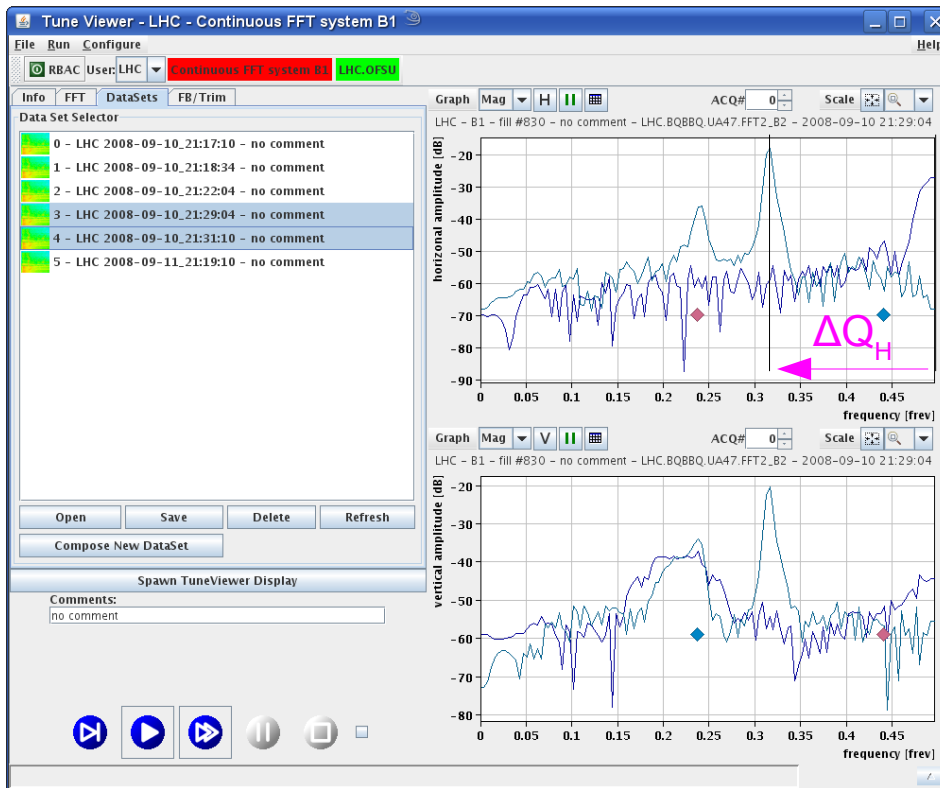 Tune Viewer - LHC - Continuous FFT system B1
File Run Configure Help
RBAC User: LHC Continuous FFT system B1 LHC.OFSU
Info FFT DataSets FB/Trim
Data Set Selector
0 - LHC 2008-09-10_21:17:10 - no comment
1 - LHC 2008-09-10_21:18:34 - no comment
2 - LHC 2008-09-10_21:22:04 - no comment
3 - LHC 2008-09-10_21:29:04 - no comment
4 - LHC 2008-09-10_21:31:10 - no comment
5 - LHC 2008-09-11_21:19:10 - no comment
Open Save Delete Refresh
Compose New DataSet
Spawn TuneViewer Display
Comments:
no comment
Graph Mag H ACQ# 0 Scale
LHC - B1 - fill #830 - no comment - LHC.BQBBQ.UA47.FFT2_B2 - 2008-09-10 21:29:04
horizonal amplitude [dB]
-20
-30
-40
-50
-60
-70
-80
-90
ΔQH
0 0.05 0.1 0.15 0.2 0.25 0.3 0.35 0.4 0.45
frequency [frev]
Graph Mag V ACQ# 0 Scale
LHC - B1 - fill #830 - no comment - LHC.BQBBQ.UA47.FFT2_B2 - 2008-09-10 21:29:04
vertical amplitude [dB]
-20
-30
-40
-50
-60
-70
-80
0 0.05 0.1 0.15 0.2 0.25 0.3 0.35 0.4 0.45
frequency [frev]